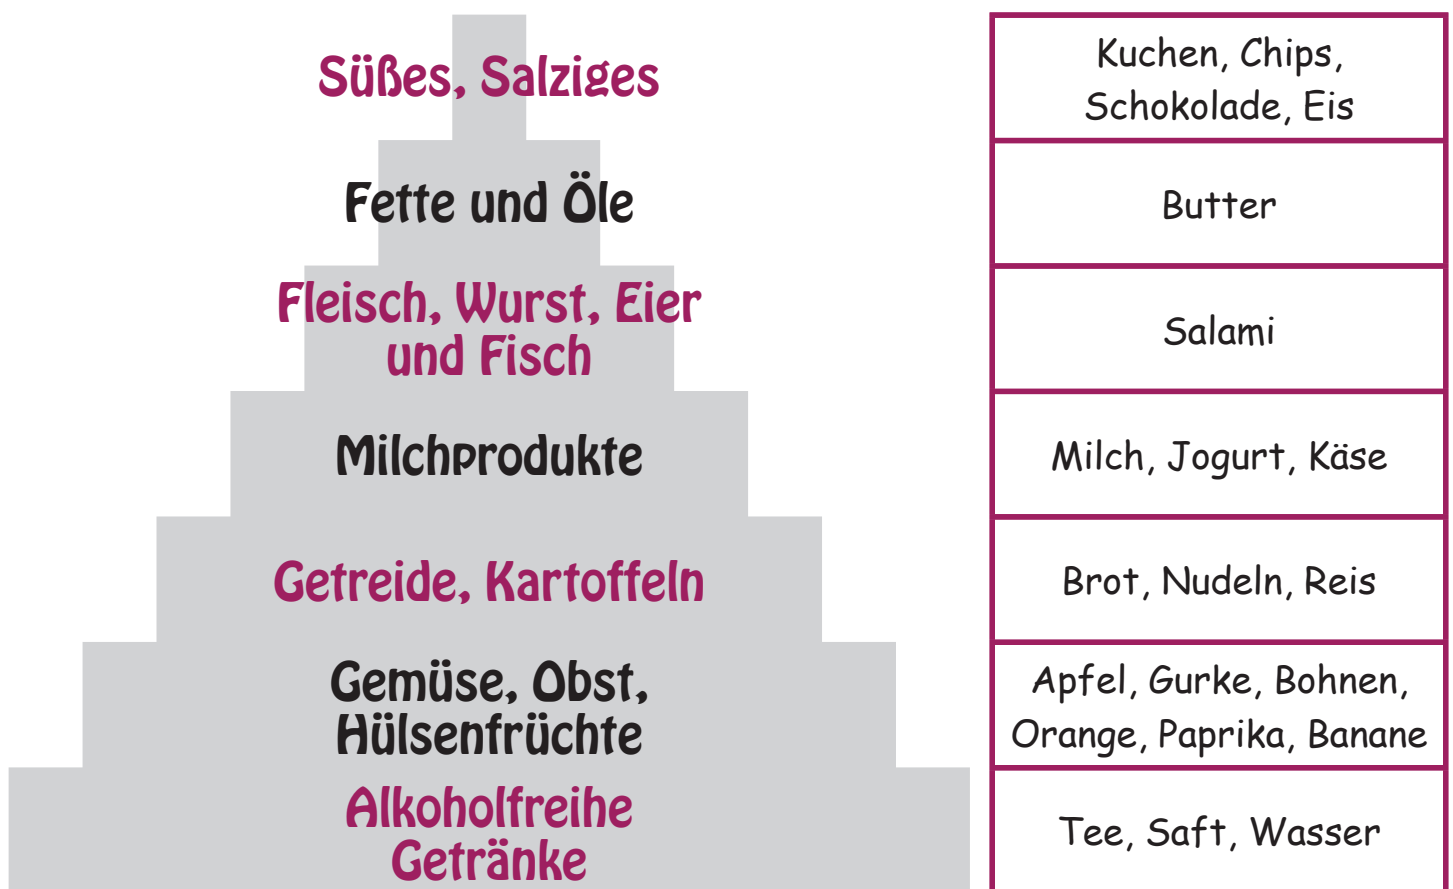 Süßes, Salziges
Kuchen, Chips,
Schokolade, Eis
Fette und Öle
Butter
Fleisch, Wurst, Eier
und Fisch
Salami
Milchprodukte
Milch, Jogurt, Käse
Getreide, Kartoffeln
Brot, Nudeln, Reis
Gemüse, Obst,
Hülsenfrüchte
Apfel, Gurke, Bohnen,
Orange, Paprika, Banane
Alkoholfreihe
Getränke
Tee, Saft, Wasser